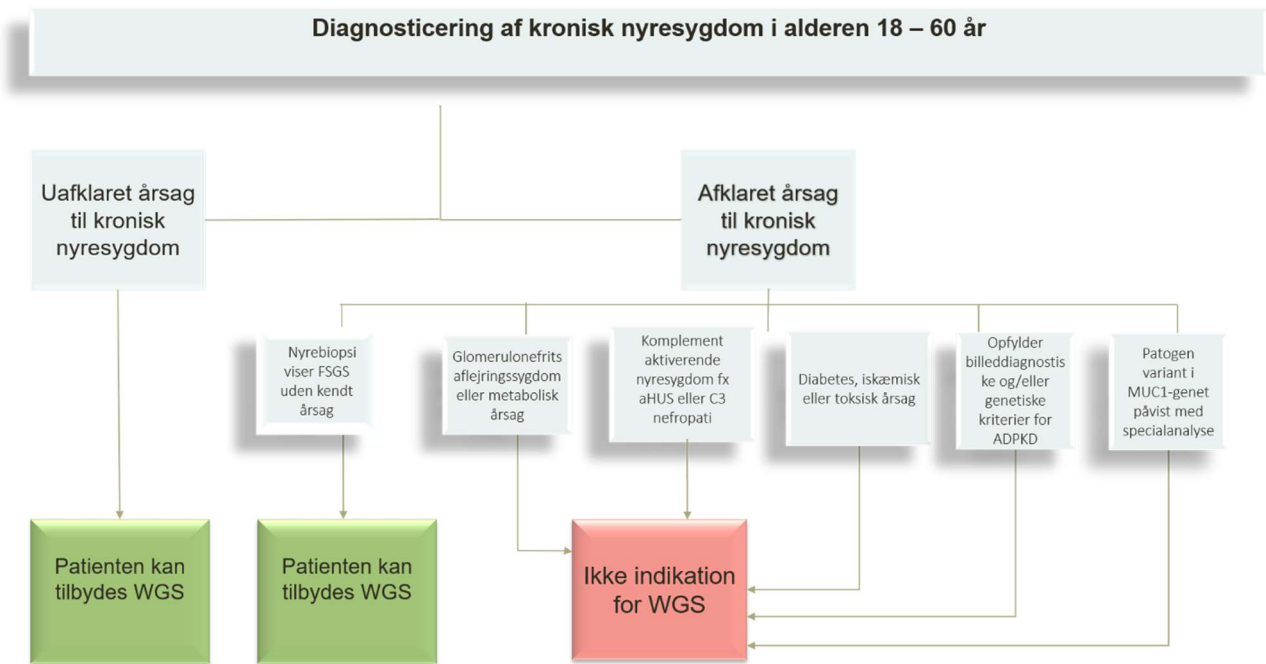 Diagnosticering af kronisk nyresygdom i alderen 18 – 60 år
Uafklaret årsag
til kronisk
nyresygdom
Afklaret årsag
til kronisk
nyresygdom
Nyrebiopsi
viser FSGS
uden kendt
årsag
Glomerulonefrits
aflejringssygdom
eller metabolisk
årsag
Komplement
aktiverende
nyresygdom fx
aHUS eller C3
nefropati
Diabetes, iskæmisk
eller toksisk årsag
Opfylder
billeddiagnostis
ke og/eller
genetiske
kriterier for
ADPKD
Patogen
variant i
MUC1-genet
påvist med
specialanalyse
Patienten kan
tilbydes WGS
Patienten kan
tilbydes WGS
Ikke indikation
for WGS